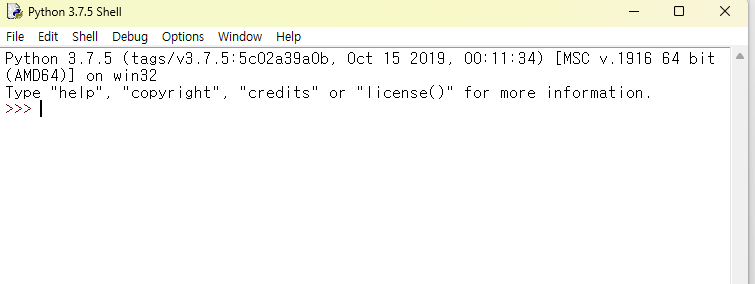 Python 3.7.5 Shell
File Edit Shell Debug Options Window Help
Python 3.7.5 (tags/v3.7.5:5c02a39a0b, Oct 15 2019, 00:11:34) [MSC v.1916 64 bit
(AMD64)] on win32
Type "help", "copyright", "credits" or "license()" for more information.
>>>